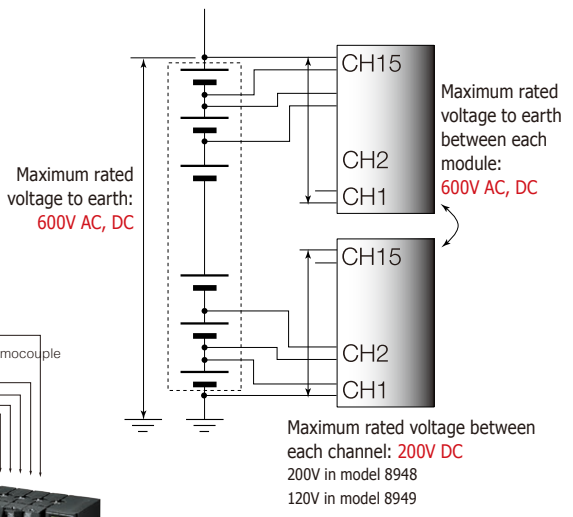 CH15
CH2
CH1
Maximum rated
voltage to earth
between each
module:
600V AC, DC
Maximum rated
voltage to earth:
600V AC, DC
CH15
CH2
CH1
mocouple
Maximum rated voltage between
each channel: 200V DC
200V in model 8948
120V in model 8949